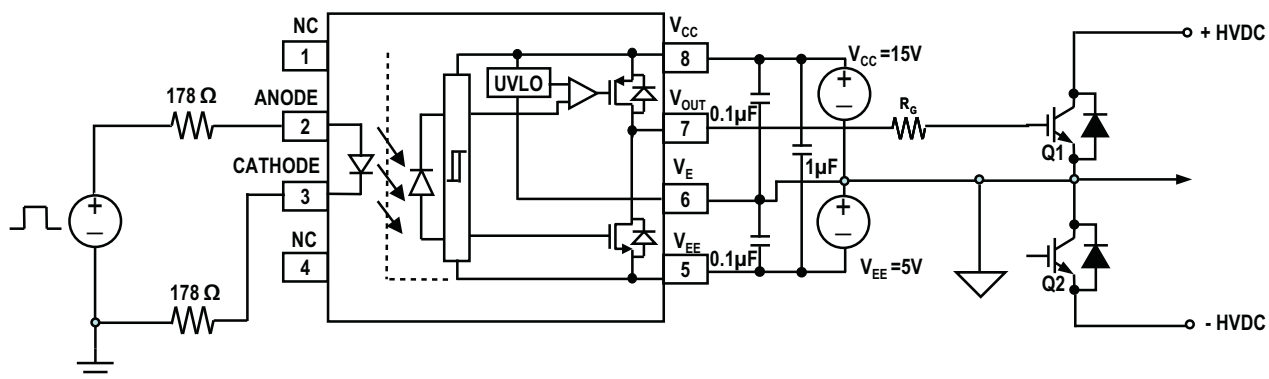 NC
1
178 Ω
ANODE
2
CATHODE
3
NC
4
178 Ω
+
—
UVLO
VCC
8
VOUT
7
VE
6
VEE
5
0.1µF
0.1µF
1µF
+
—
VCC =15V
+
—
VEE =5V
RG
Q1
Q2
+ HVDC
- HVDC